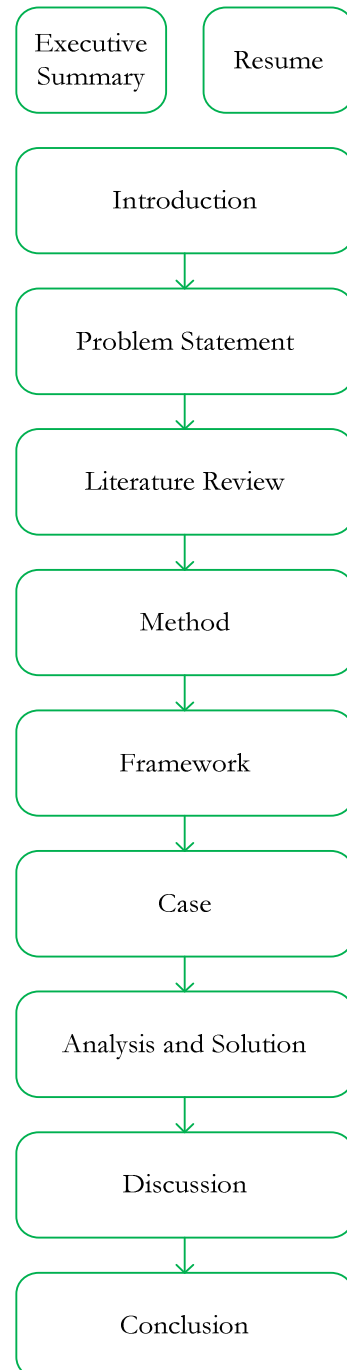 Executive
Summary
Resume
Introduction
Problem Statement
Literature Review
Method
Framework
Case
Analysis and Solution
Discussion
Conclusion